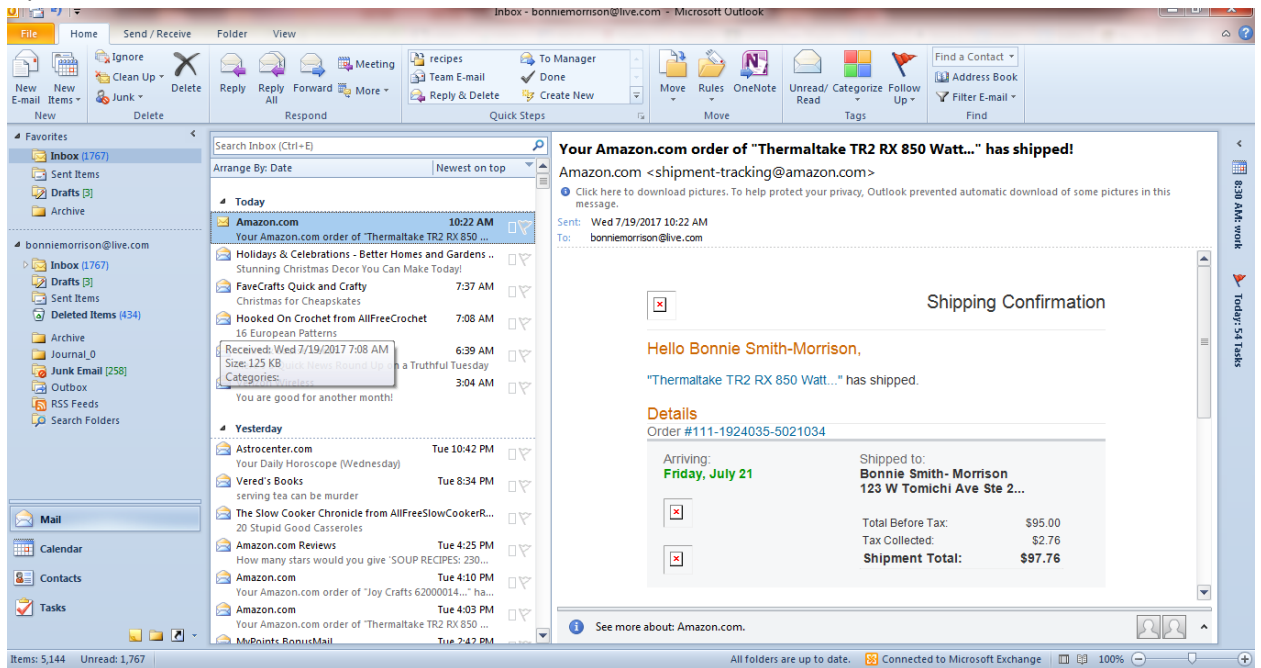 Inbox - bonniemorrison@live.com - Microsoft Outlook
File Home Send / Receive Folder View
New E-mail
New Items
New
Ignore
Clean Up
Junk
Delete
Delete
Reply
Reply All
Forward
Meeting
More
Respond
recipes
Team E-mail
Reply & Delete
To Manager
Done
Create New
Quick Steps
Move
Rules
OneNote
Move
Unread/ Read
Categorize
Follow Up
Tags
Find a Contact
Address Book
Filter E-mail
Find
Favorites
Inbox (1767)
Sent Items
Drafts [3]
Archive
bonniemorrison@live.com
Inbox (1767)
Drafts [3]
Sent Items
Deleted Items (434)
Archive
Journal_0
Junk Email [258]
Outbox
RSS Feeds
Search Folders
Mail
Calendar
Contacts
Tasks
Search Inbox (Ctrl+E)
Arrange By: Date Newest on top
Today
Amazon.com 10:22 AM
Your Amazon.com order of "Thermaltake TR2 RX 850 ...
Holidays & Celebrations - Better Homes and Gardens ..
Stunning Christmas Decor You Can Make Today!
FaveCrafts Quick and Crafty 7:37 AM
Christmas for Cheapskates
Hooked On Crochet from AllFreeCrochet 7:08 AM
16 European Patterns
Received: Wed 7/19/2017 7:08 AM
Size: 125 KB
Categories:
6:39 AM
Quick News Round Up on a Truthful Tuesday
Wireless 3:04 AM
You are good for another month!
Yesterday
Astrocenter.com Tue 10:42 PM
Your Daily Horoscope (Wednesday)
Vered's Books Tue 8:34 PM
serving tea can be murder
The Slow Cooker Chronicle from AllFreeSlowCookerR...
20 Stupid Good Casseroles
Amazon.com Reviews Tue 4:25 PM
How many stars would you give 'SOUP RECIPES: 230...
Amazon.com Tue 4:10 PM
Your Amazon.com order of "Joy Crafts 62000014..." ha...
Amazon.com Tue 4:03 PM
Your Amazon.com order of "Thermaltake TR2 RX 850 ...
MyPoints BonusMail Tue 2:42 PM
Your Amazon.com order of "Thermaltake TR2 RX 850 Watt..." has shipped!
Amazon.com <shipment-tracking@amazon.com>
Click here to download pictures. To help protect your privacy, Outlook prevented automatic download of some pictures in this
message.
Sent: Wed 7/19/2017 10:22 AM
To: bonniemorrison@live.com
Shipping Confirmation
Hello Bonnie Smith-Morrison,
"Thermaltake TR2 RX 850 Watt..." has shipped.
Details
Order #111-1924035-5021034
Arriving:
Friday, July 21
Shipped to:
Bonnie Smith- Morrison
123 W Tomichi Ave Ste 2...
Total Before Tax: $95.00
Tax Collected: $2.76
Shipment Total: $97.76
See more about: Amazon.com.
8:30 AM: work
Today: 54 Tasks
Items: 5,144 Unread: 1,767 All folders are up to date. Connected to Microsoft Exchange 100%